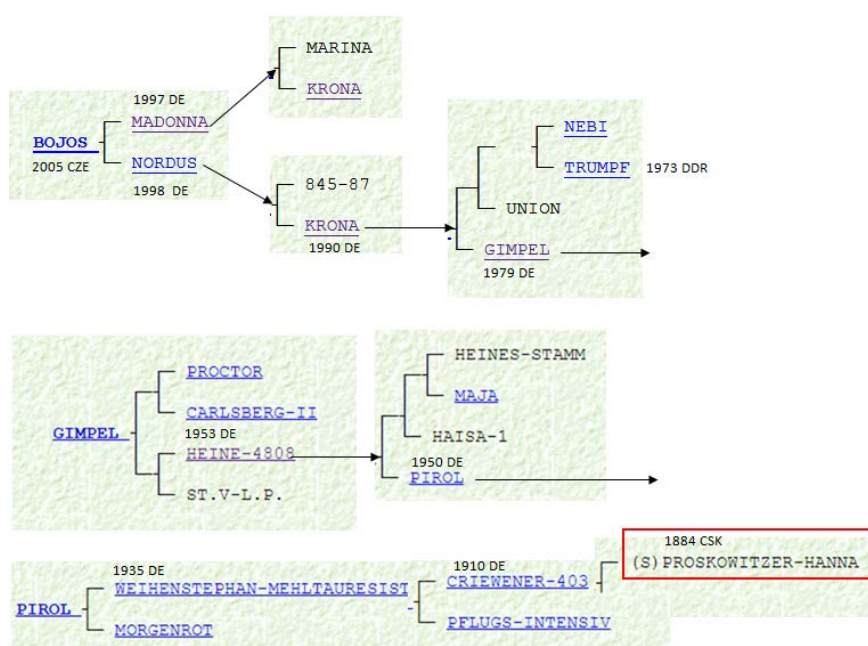 MARINA
KRONA
1997 DE
MADONNA
BOJOS
2005 CZE
NORDUS
1998 DE
845-87
KRONA
1990 DE
NEBI
TRUMPF 1973 DDR
UNION
GIMPEL
1979 DE
PROCTOR
CARLSBERG-II
GIMPEL
1953 DE
HEINE-4808
ST.V-L.P.
HEINES-STAMM
MAJA
HAISA-1
1950 DE
PIROL
1935 DE
WEIHENSTEPHAN-MEHLTAURESIST
PIROL
MORGENROT
1910 DE
CRIEWENER-403
PFLUGS-INTENSIV
1884 CSK
(S)PROSKOWITZER-HANNA